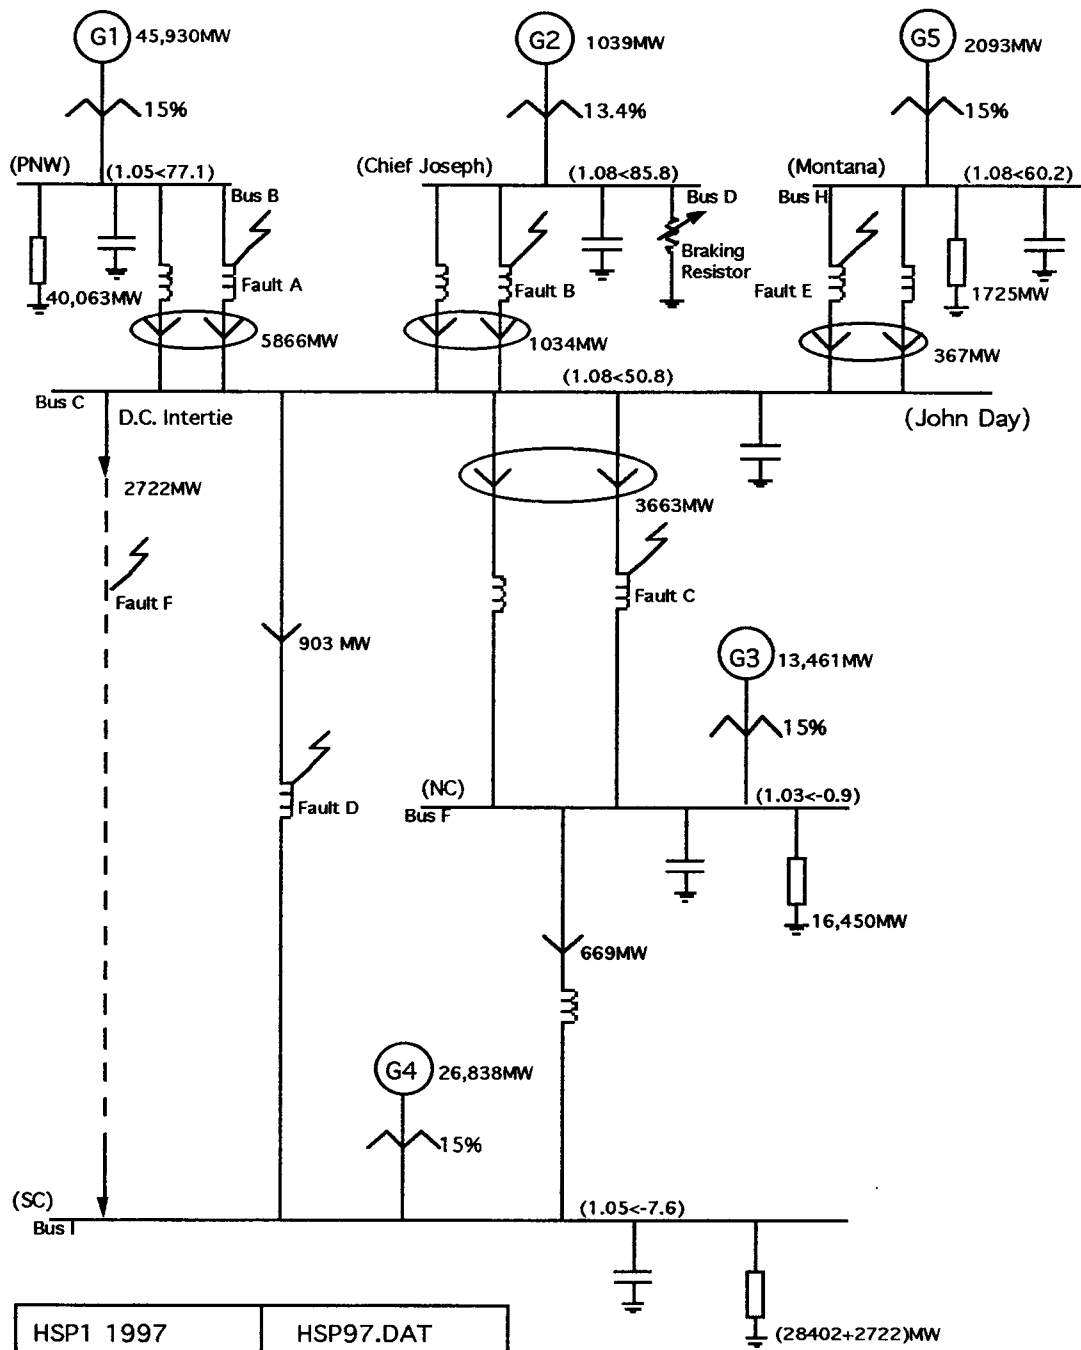 G1 45,930MW
G2 1039MW
G5 2093MW
15%
13.4%
15%
(PNW) (1.05<77.1)
(Chief Joseph) (1.08<85.8)
(Montana) (1.08<60.2)
Bus B
Bus D
Bus H
Braking
Resistor
Fault A
Fault B
Fault E
40,063MW
1725MW
5866MW
1034MW
367MW
(1.08<50.8)
Bus C
D.C. Intertie
(John Day)
2722MW
3663MW
Fault F
Fault C
903 MW
G3 13,461MW
15%
Fault D
(NC) (1.03<-0.9)
Bus F
16,450MW
669MW
G4 26,838MW
15%
(SC) (1.05<-7.6)
Bus I
HSP1 1997 HSP97.DAT
(28402+2722)MW